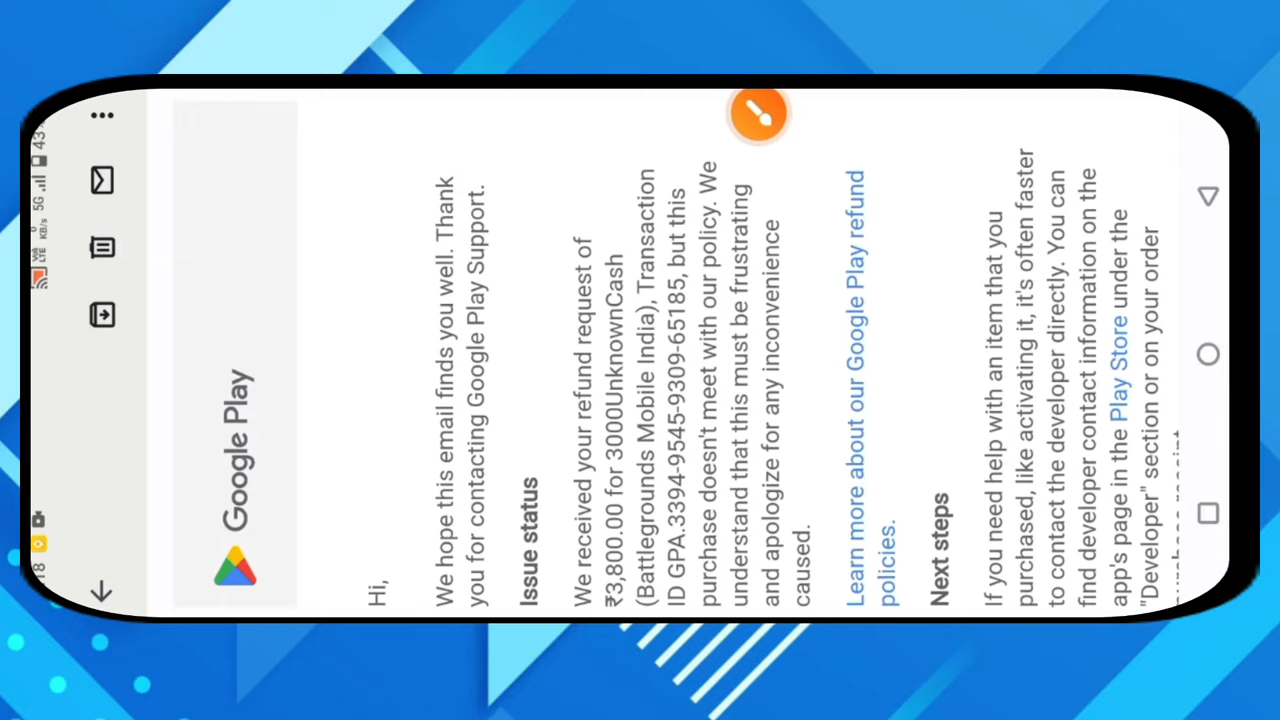 Google Play
Hi,
We hope this email finds you well. Thank
you for contacting Google Play Support.
Issue status
We received your refund request of
₹3,800.00 for 3000UnknownCash
(Battlegrounds Mobile India), Transaction
ID GPA.3394-9545-9309-65185, but this
purchase doesn't meet with our policy. We
understand that this must be frustrating
and apologize for any inconvenience
caused.
Learn more about our Google Play refund
policies.
Next steps
If you need help with an item that you
purchased, like activating it, it's often faster
to contact the developer directly. You can
find developer contact information on the
app's page in the Play Store under the
"Developer" section or on your order